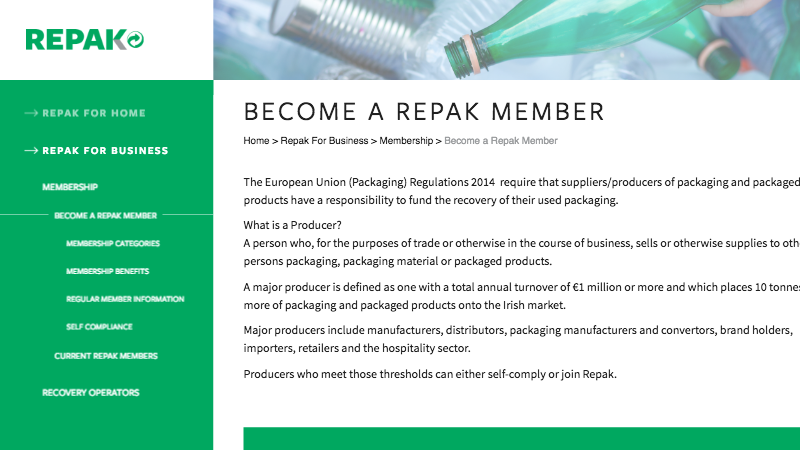 REPAK
→ REPAK FOR HOME
→ REPAK FOR BUSINESS
MEMBERSHIP
BECOME A REPAK MEMBER
MEMBERSHIP CATEGORIES
MEMBERSHIP BENEFITS
REGULAR MEMBER INFORMATION
SELF COMPLIANCE
CURRENT REPAK MEMBERS
RECOVERY OPERATORS
BECOME A REPAK MEMBER
Home > Repak For Business > Membership > Become a Repak Member
The European Union (Packaging) Regulations 2014 require that suppliers/producers of packaging and packaged
products have a responsibility to fund the recovery of their used packaging.
What is a Producer?
A person who, for the purposes of trade or otherwise in the course of business, sells or otherwise supplies to
persons packaging, packaging material or packaged products.
A major producer is defined as one with a total annual turnover of €1 million or more and which places 10
more of packaging and packaged products onto the Irish market.
Major producers include manufacturers, distributors, packaging manufacturers and convertors, brand holders,
importers, retailers and the hospitality sector.
Producers who meet those thresholds can either self-comply or join Repak.